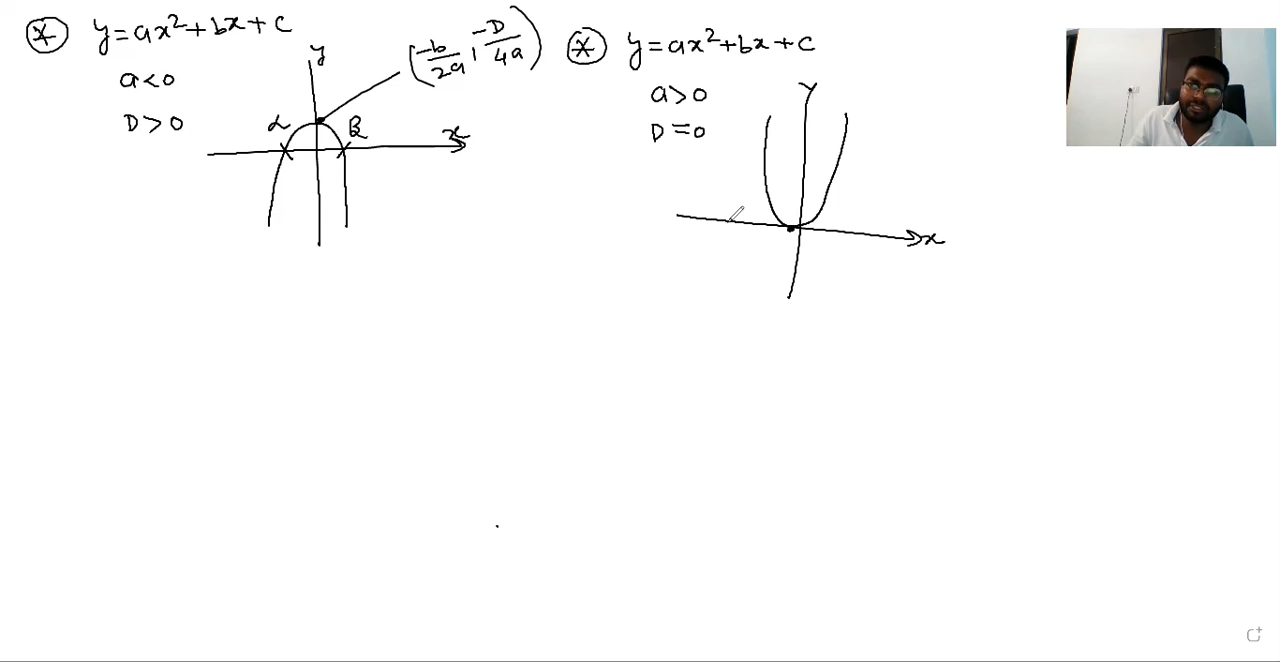 (*) y=ax²+bx+c
a<0
D>0
(-b/2a, -D/4a)
y
α β
x
(*) y=ax²+bx+c
a>0
D=0
y
x